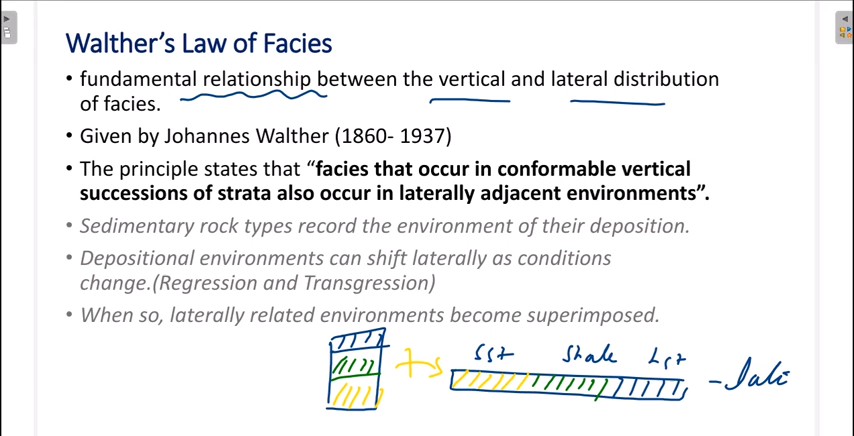 Walther's Law of Facies
• fundamental relationship between the vertical and lateral distribution
of facies.
• Given by Johannes Walther (1860- 1937)
• The principle states that “facies that occur in conformable vertical
successions of strata also occur in laterally adjacent environments”.
• Sedimentary rock types record the environment of their deposition.
• Depositional environments can shift laterally as conditions
change.(Regression and Transgression)
• When so, laterally related environments become superimposed.
SSt Shale Lst